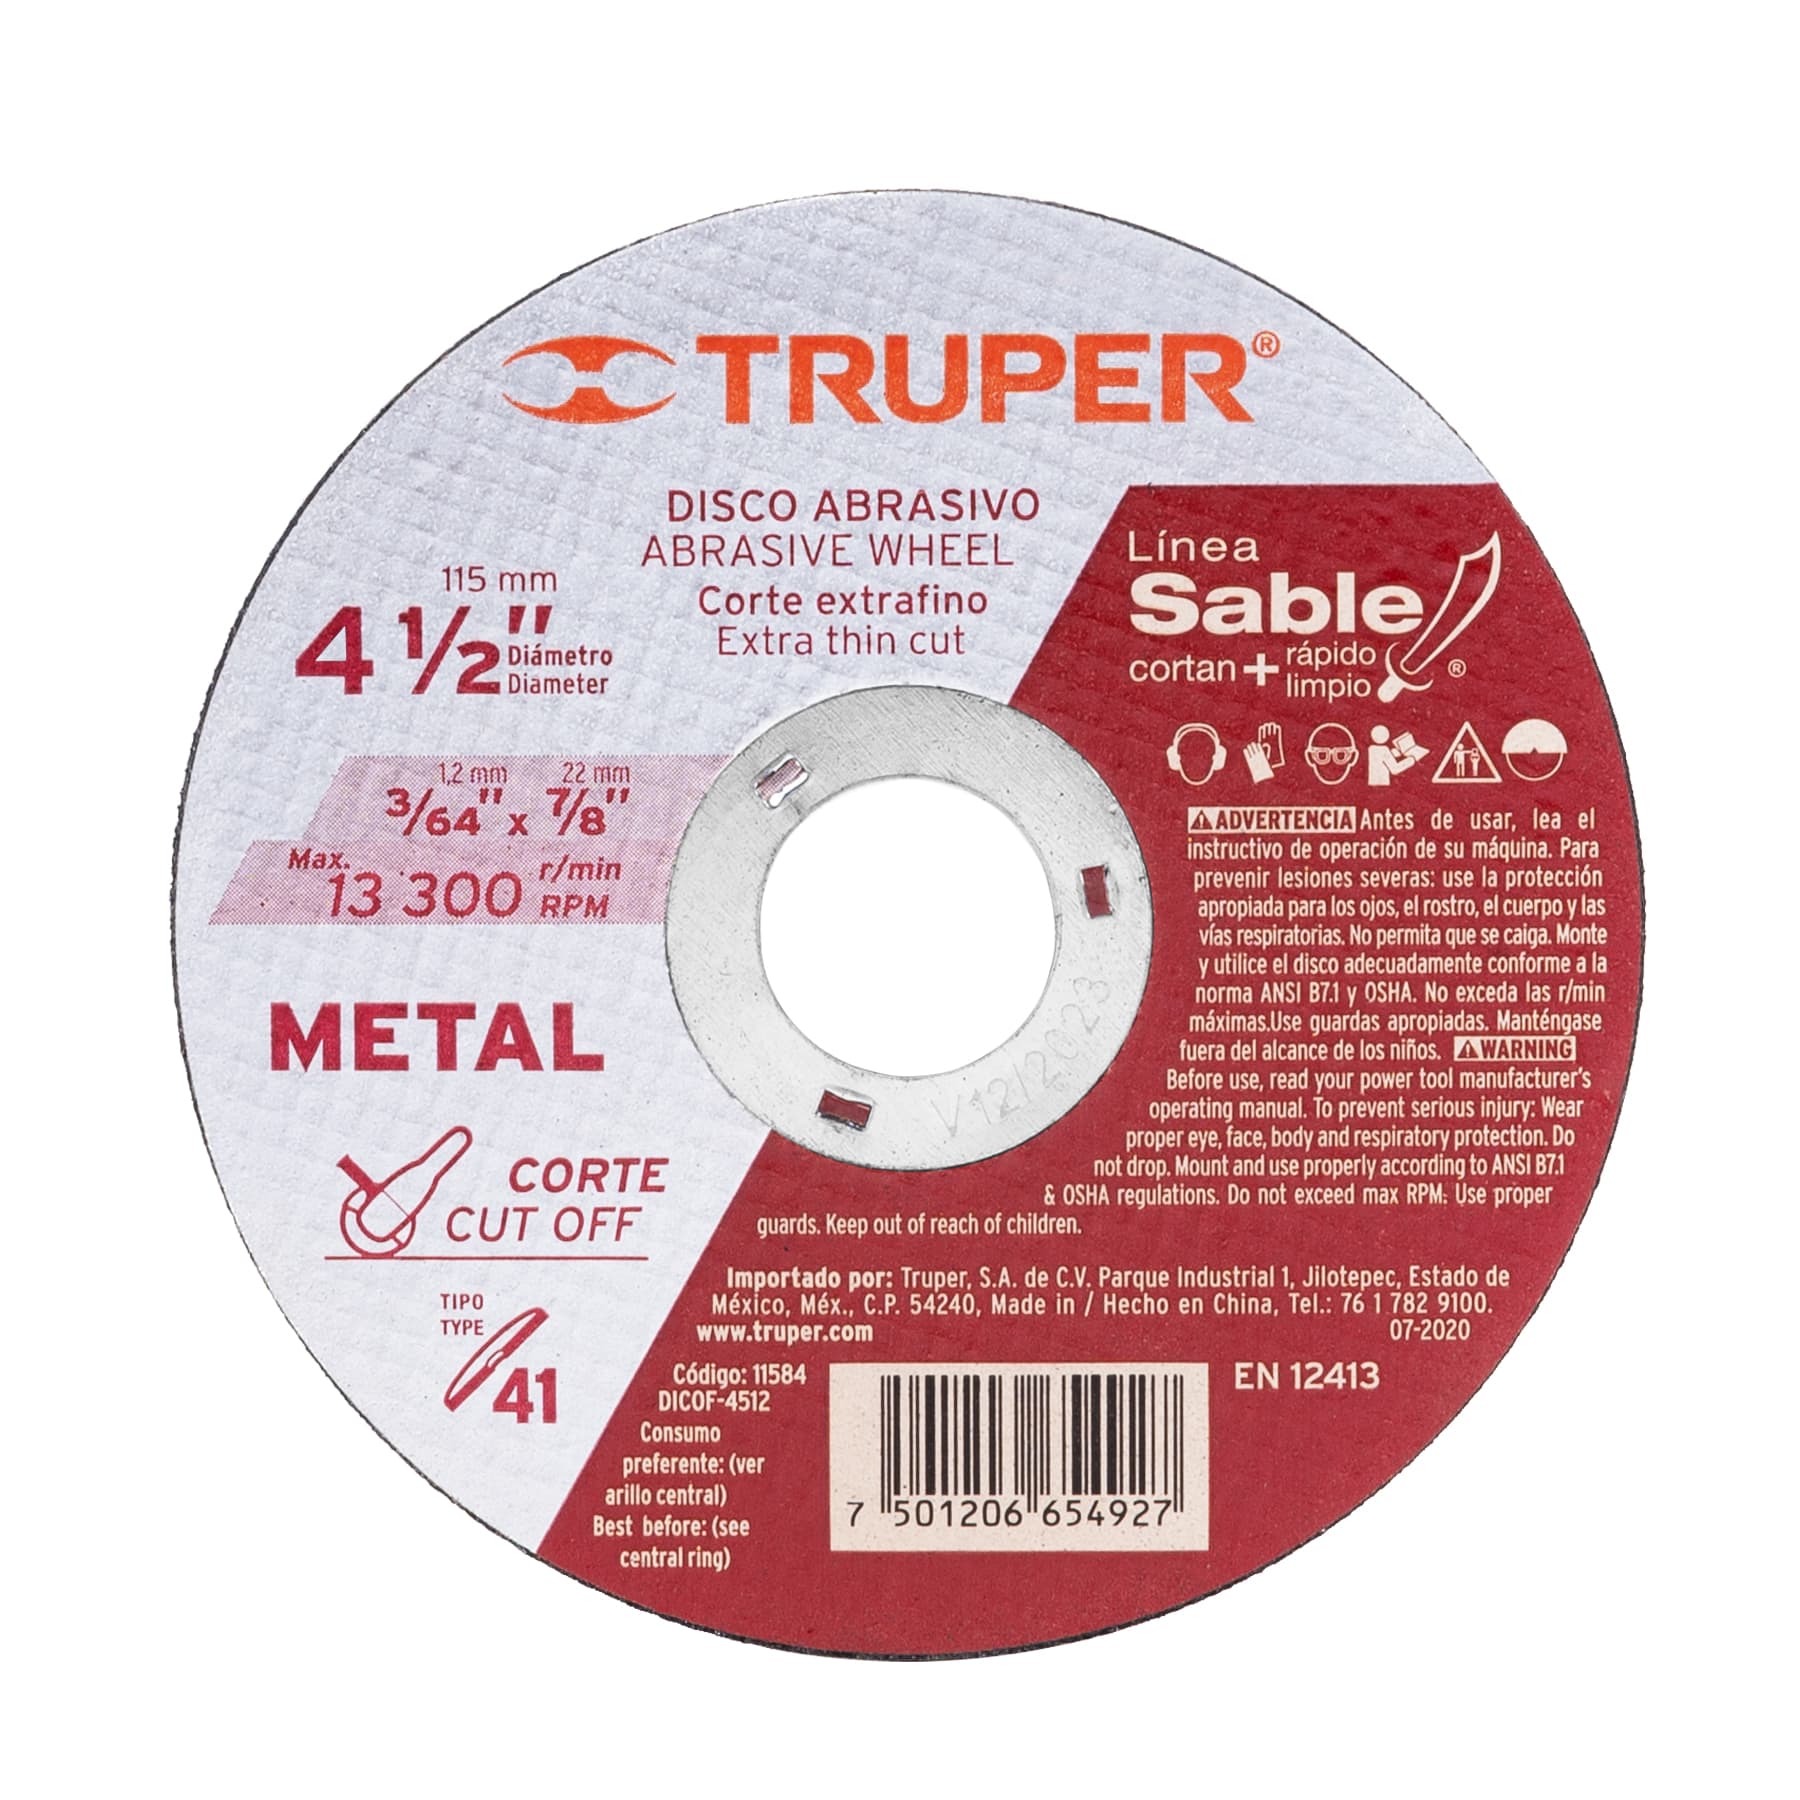 TRUPER®
DISCO ABRASIVO
ABRASIVE WHEEL
Corte extrafino
Extra thin cut
115 mm
4 1/2"
Diámetro
Diameter
1,2 mm 22 mm
3/64" x 7/8"
Max.
13 300 r/min
RPM
METAL
CORTE
CUT OFF
TIPO
TYPE
41
Línea
Sable
cortan + rápido
limpio ®
ADVERTENCIA Antes de usar, lea el
instructivo de operación de su máquina. Para
prevenir lesiones severas: use la protección
apropiada para los ojos, el rostro, el cuerpo y las
vías respiratorias. No permita que se caiga. Monte
y utilice el disco adecuadamente conforme a la
norma ANSI B7.1 y OSHA. No exceda las r/min
máximas.Use guardas apropiadas. Manténgase
fuera del alcance de los niños. WARNING
Before use, read your power tool manufacturer's
operating manual. To prevent serious injury: Wear
proper eye, face, body and respiratory protection. Do
not drop. Mount and use properly according to ANSI B7.1
& OSHA regulations. Do not exceed max RPM. Use proper
guards. Keep out of reach of children.
V 12/2023
Importado por: Truper, S.A. de C.V. Parque Industrial 1, Jilotepec, Estado de
México, Méx., C.P. 54240, Made in / Hecho en China, Tel.: 76 1 782 9100.
www.truper.com 07-2020
Código: 11584
DICOF-4512
Consumo
preferente: (ver
arillo central)
Best before: (see
central ring)
7 501206 654927
EN 12413